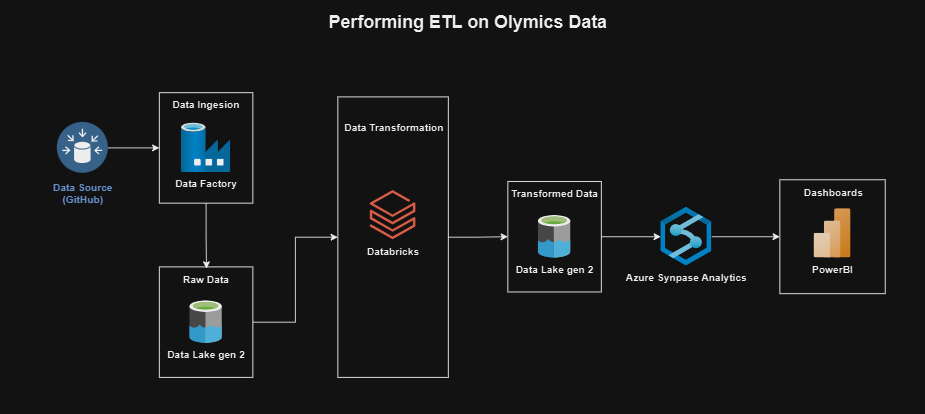 Performing ETL on Olymics Data
Data Source
(GitHub)
Data Ingesion
Data Factory
Raw Data
Data Lake gen 2
Data Transformation
Databricks
Transformed Data
Data Lake gen 2
Azure Synpase Analytics
Dashboards
PowerBI